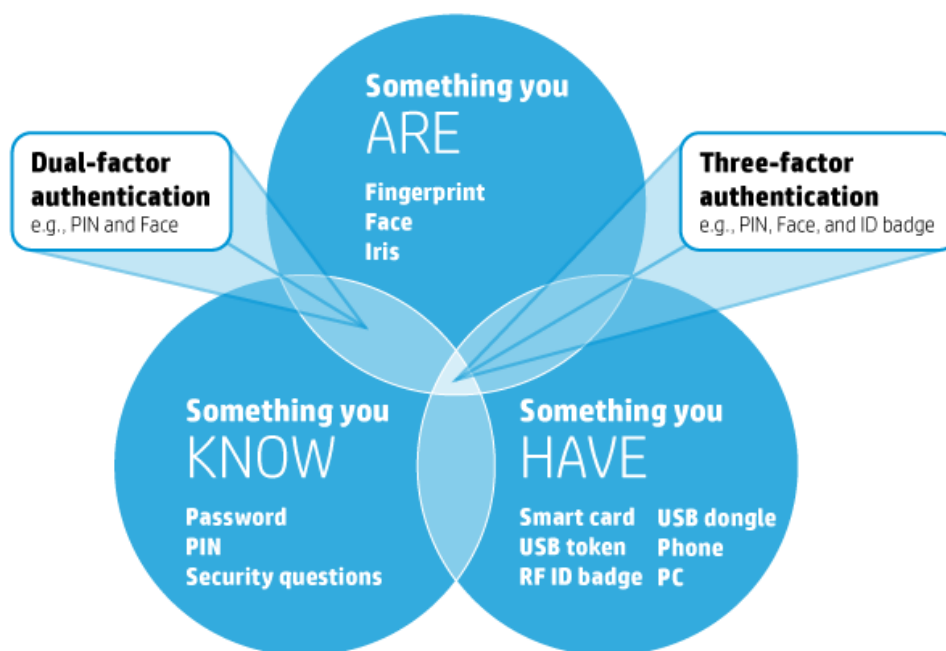 Something you
ARE
Fingerprint
Face
Iris
Dual-factor
authentication
e.g., PIN and Face
Three-factor
authentication
e.g., PIN, Face, and ID badge
Something you
KNOW
Password
PIN
Security questions
Something you
HAVE
Smart card
USB token
RF ID badge
USB dongle
Phone
PC